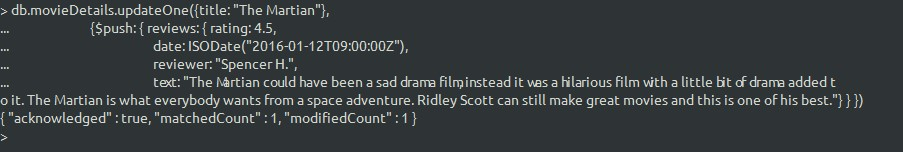 > db.movieDetails.updateOne({title: "The Martian"},
... {$push: { reviews: { rating: 4.5,
... date: ISODate("2016-01-12T09:00:00Z"),
... reviewer: "Spencer H.",
... text: "The Martian could have been a sad drama film, instead it was a hilarious film with a little bit of drama added t
o it. The Martian is what everybody wants from a space adventure. Ridley Scott can still make great movies and this is one of his best."} } })
{ "acknowledged" : true, "matchedCount" : 1, "modifiedCount" : 1 }
>